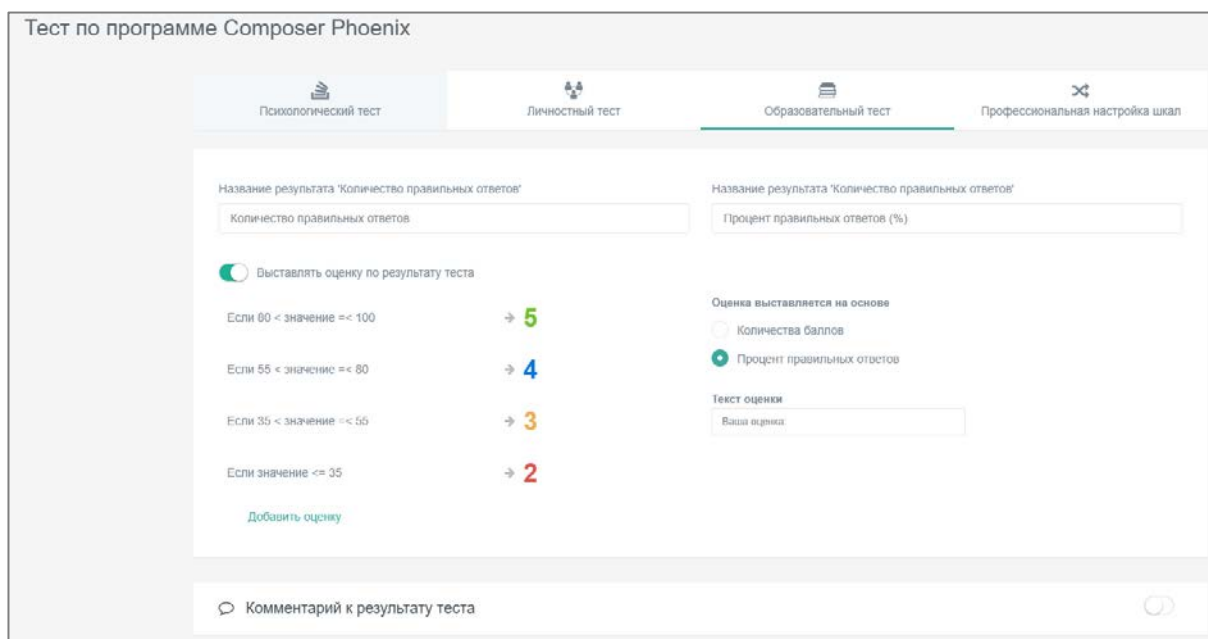 Тест по программе Composer Phoenix
Психологический тест
Личностный тест
Образовательный тест
Профессиональная настройка шкал
Название результата 'Количество правильных ответов'
Название результата 'Количество правильных ответов'
Количество правильных ответов
Процент правильных ответов (%)
Выставлять оценку по результату теста
Оценка выставляется на основе
Если 80 < значение =< 100 → 5
Количества баллов
Процент правильных ответов
Если 55 < значение =< 80 → 4
Текст оценки
Если 35 < значение =< 55 → 3
Ваша оценка:
Если значение <= 35 → 2
Добавить оценку
Комментарий к результату теста